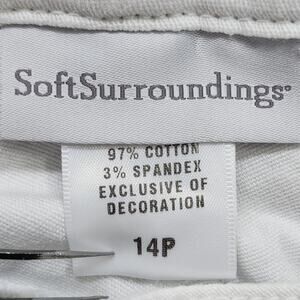 SoftSurroundings®
97% COTTON
3% SPANDEX
EXCLUSIVE OF
DECORATION
14P